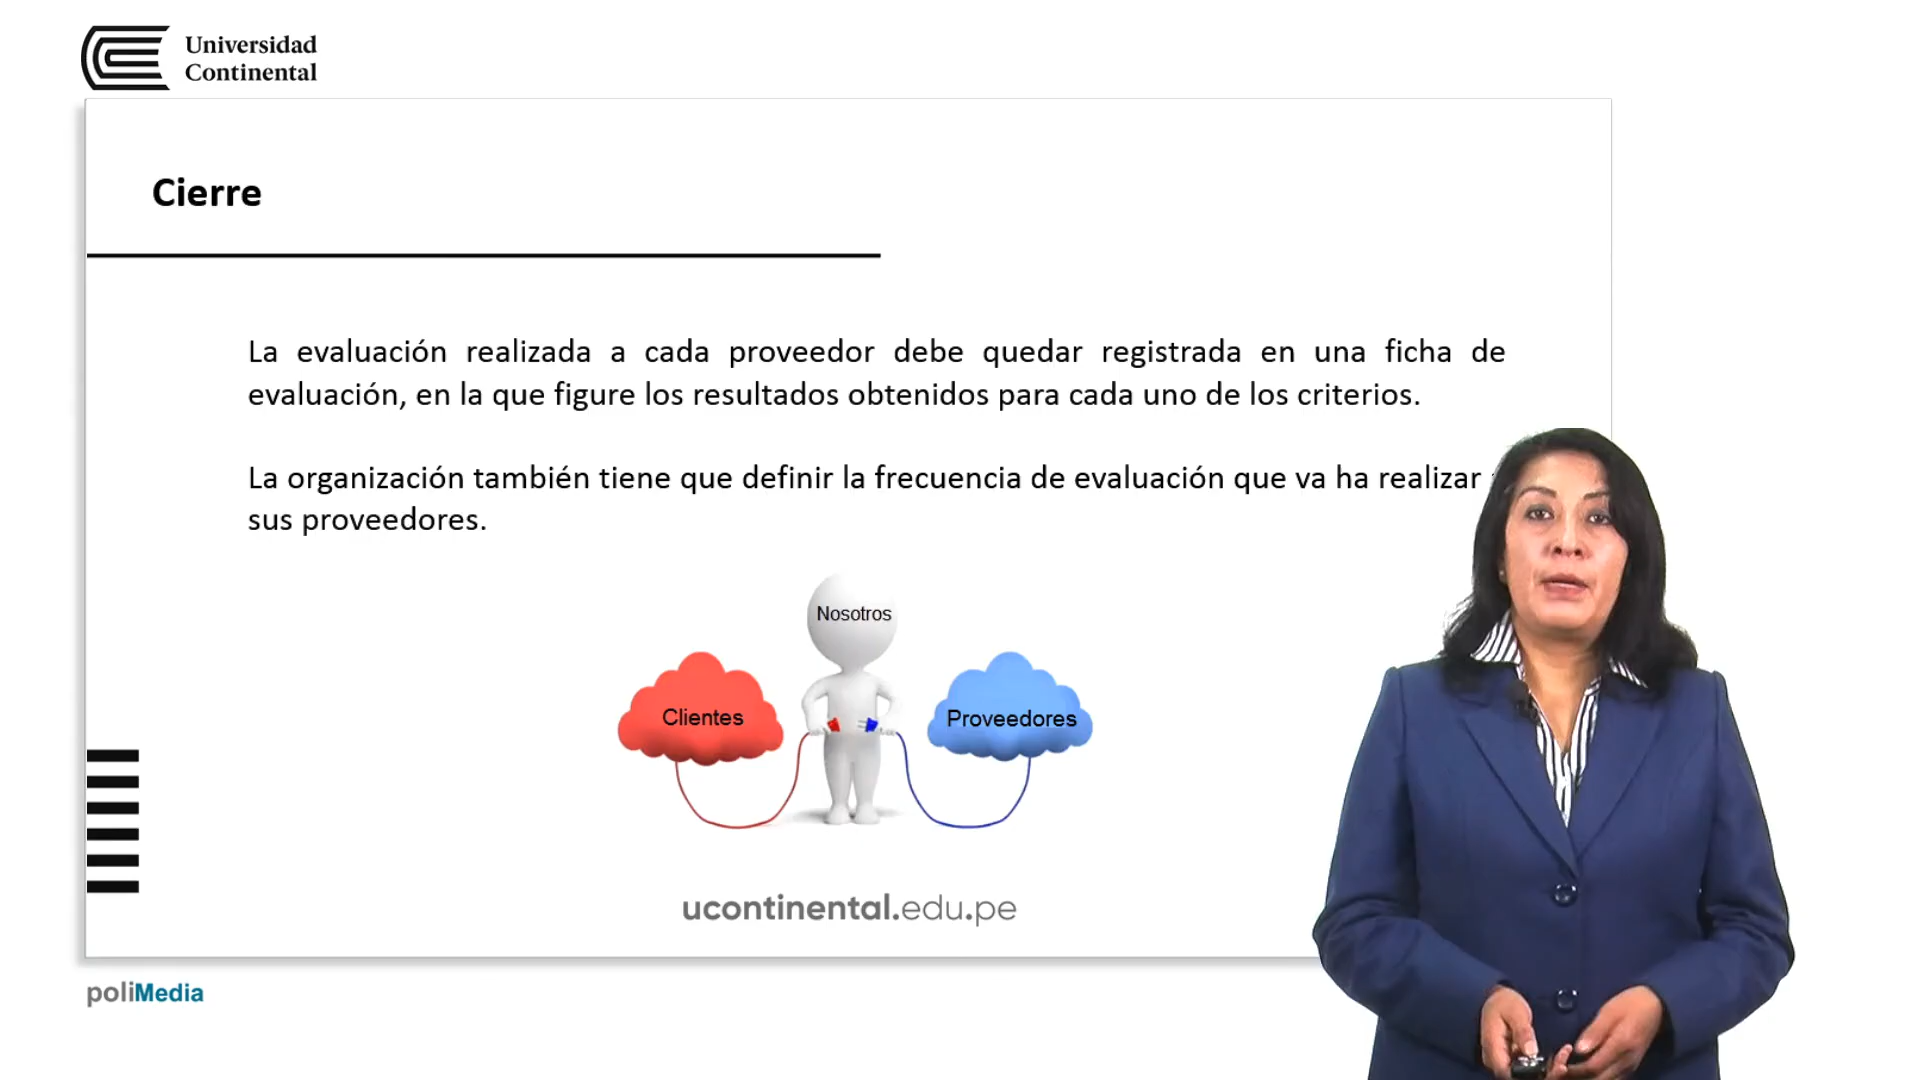 Universidad
Continental
Cierre
La evaluación realizada a cada proveedor debe quedar registrada en una ficha de
evaluación, en la que figure los resultados obtenidos para cada uno de los criterios.
La organización también tiene que definir la frecuencia de evaluación que va ha realizar
sus proveedores.
Nosotros
Clientes
Proveedores
ucontinental.edu.pe
poliMedia